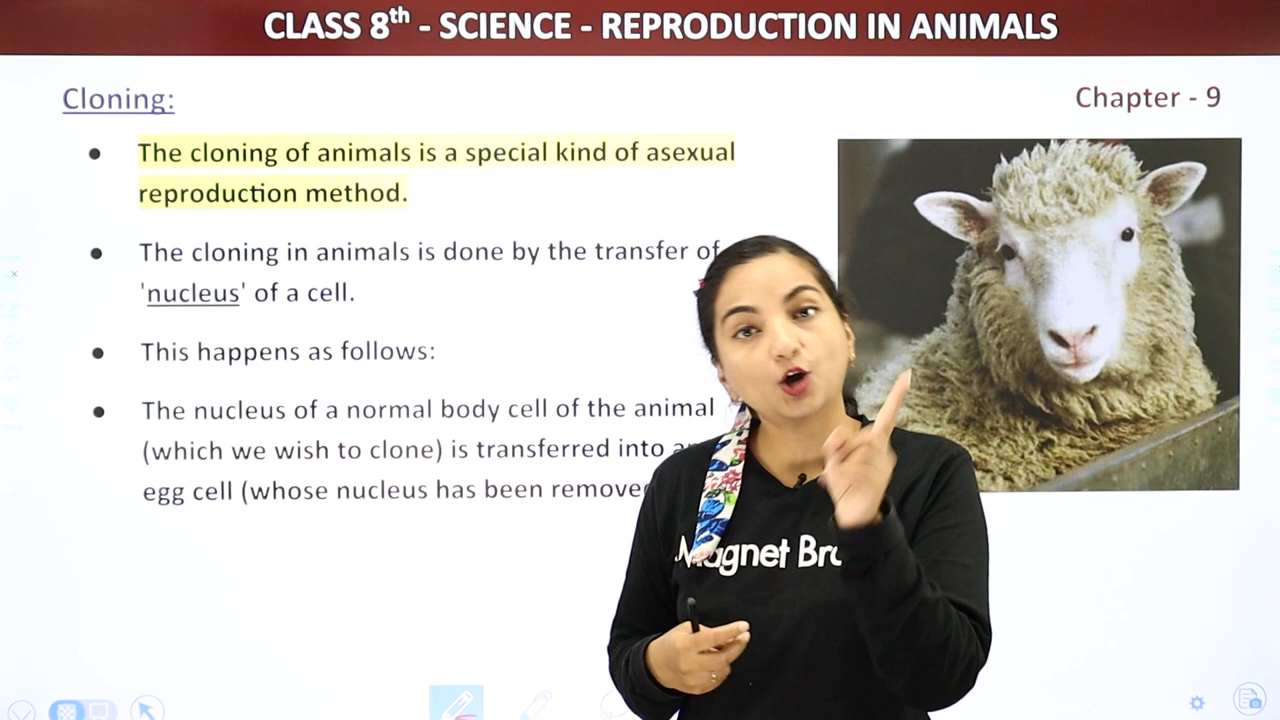 CLASS 8th - SCIENCE - REPRODUCTION IN ANIMALS
Cloning:
Chapter - 9
● The cloning of animals is a special kind of asexual
reproduction method.
● The cloning in animals is done by the transfer of
'nucleus' of a cell.
● This happens as follows:
● The nucleus of a normal body cell of the animal
(which we wish to clone) is transferred into
egg cell (whose nucleus has been
Magnet